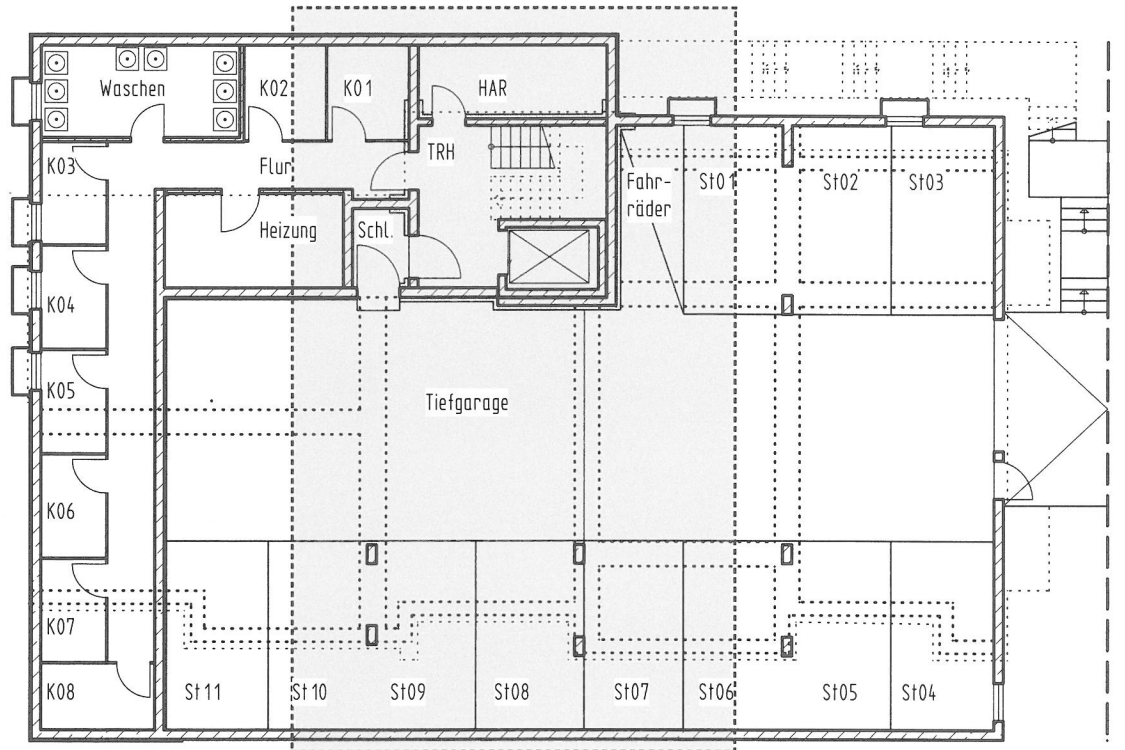 Waschen
K02
K01
HAR
K03
Flur
TRH
Fahr-
räder
St01
St02
St03
Heizung
Schl.
K04
K05
Tiefgarage
K06
K07
K08
St11
St10
St09
St08
St07
St06
St05
St04